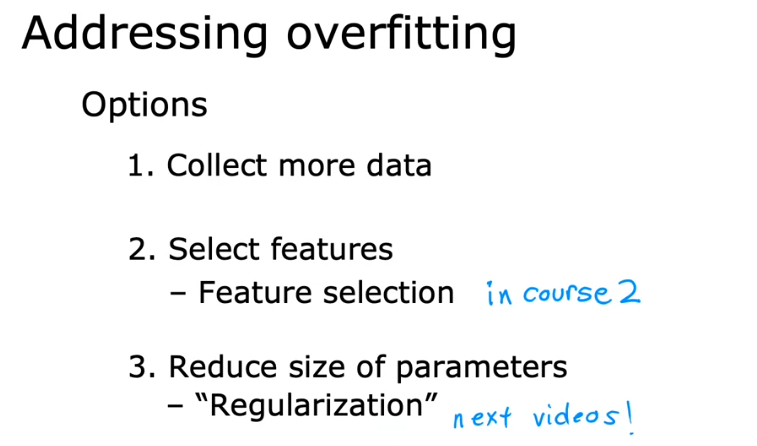 Addressing overfitting
Options
1. Collect more data
2. Select features
– Feature selection in course 2
3. Reduce size of parameters
– “Regularization” next videos!